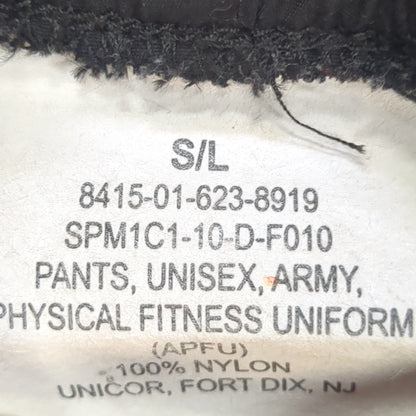 S/L
8415-01-623-8919
SPM1C1-10-D-F010
PANTS, UNISEX, ARMY,
PHYSICAL FITNESS UNIFORM
(APFU)
100% NYLON
UNICOR, FORT DIX, NJ